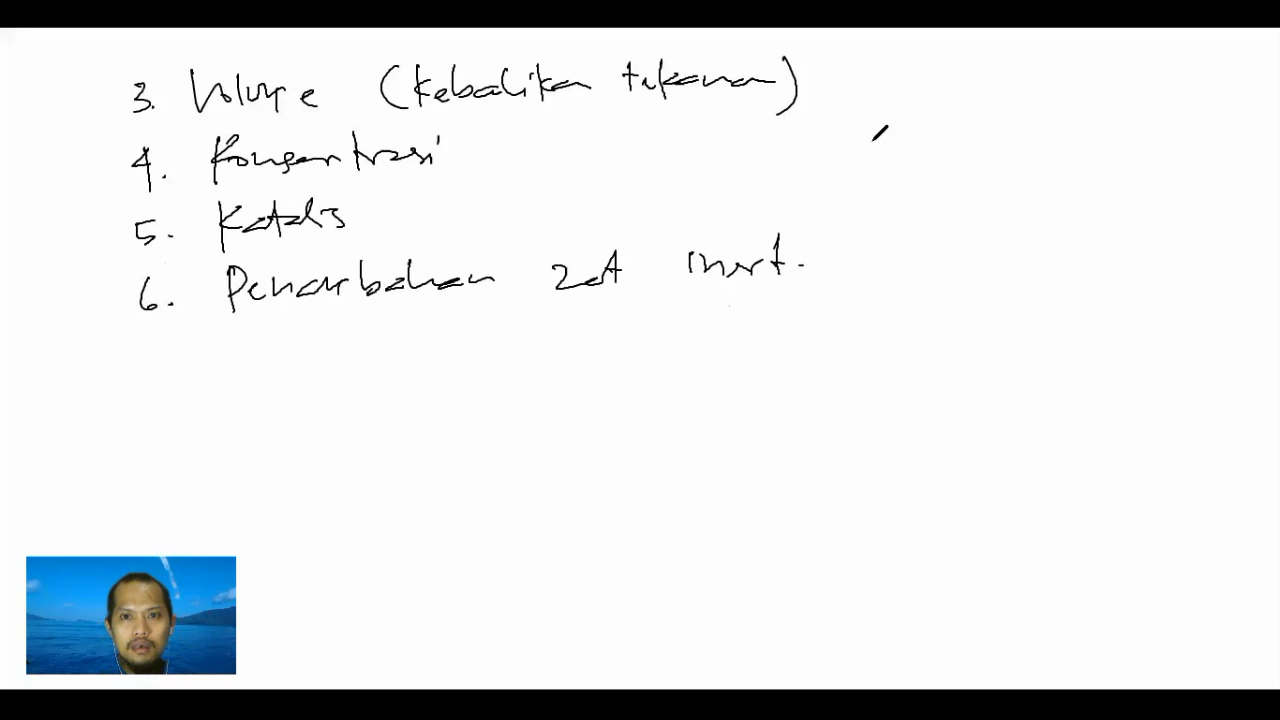 3. Volume (kebalikan tekanan)
4. Konsentrasi
5. Katalis
6. Penambahan zat inert.